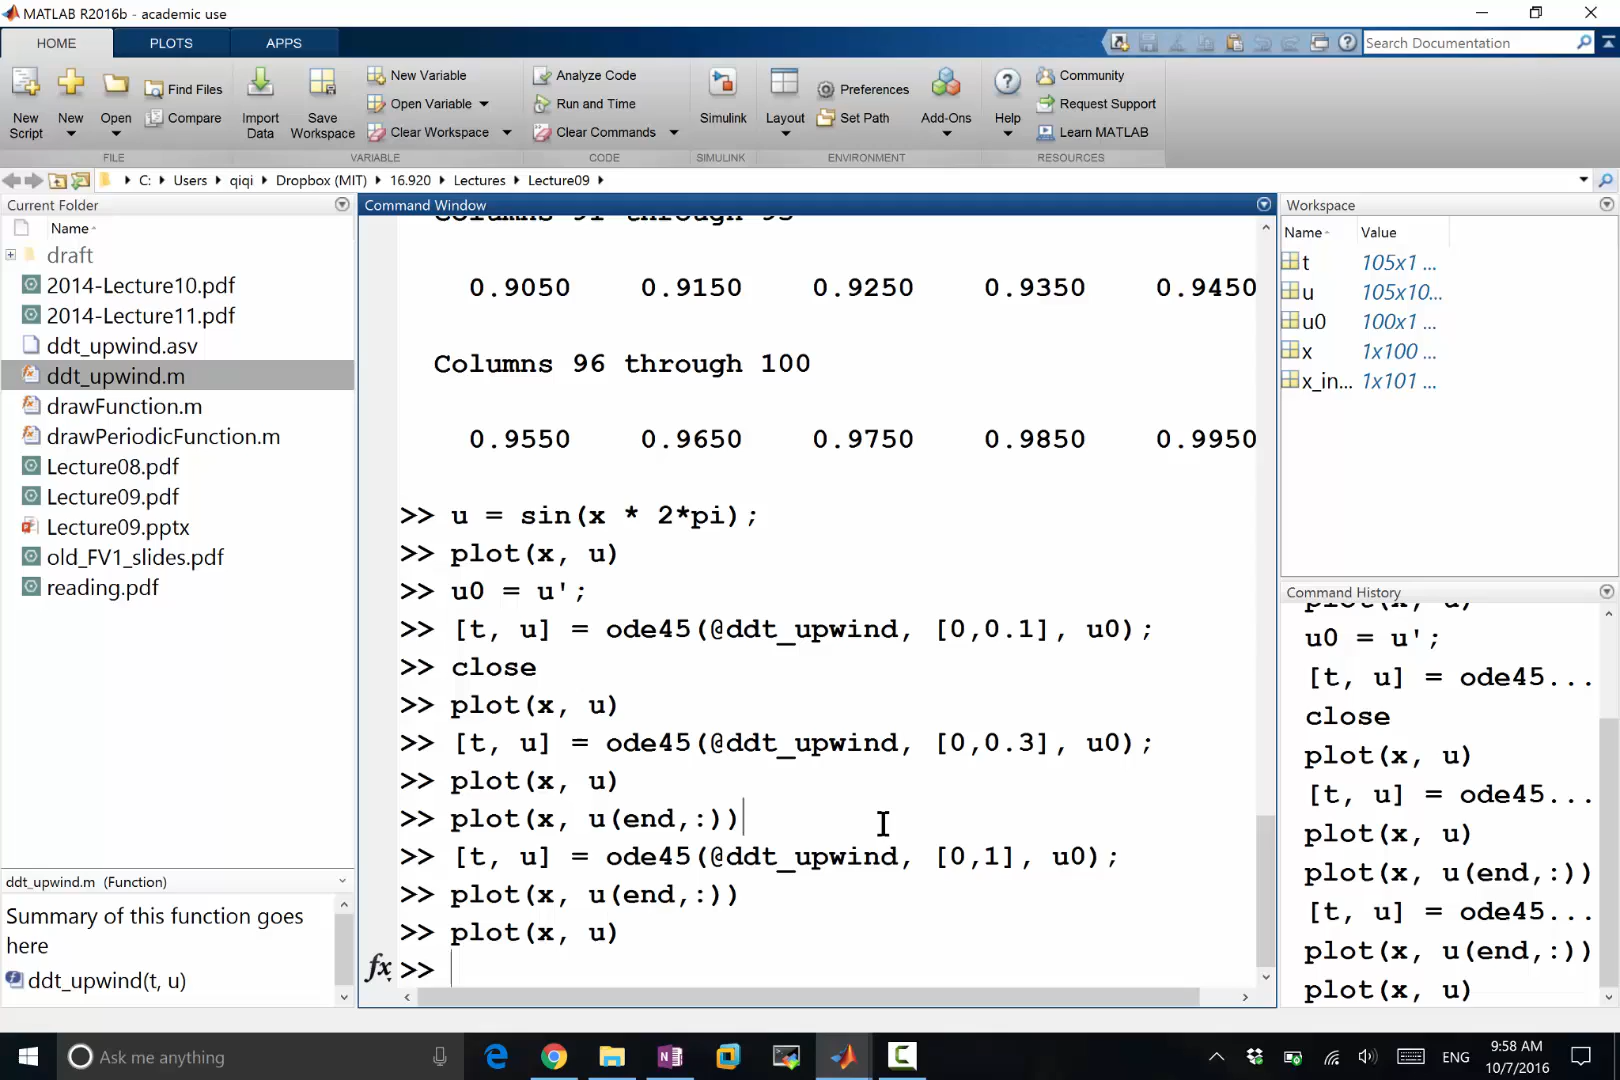 MATLAB R2016b - academic use
HOME PLOTS APPS
Search Documentation
New Script
New
Open
Find Files
Compare
Import Data
Save Workspace
New Variable
Open Variable
Clear Workspace
Analyze Code
Run and Time
Clear Commands
Simulink
Layout
Preferences
Set Path
Add-Ons
Help
Community
Request Support
Learn MATLAB
FILE VARIABLE CODE SIMULINK ENVIRONMENT RESOURCES
C: Users qiqi Dropbox (MIT) 16.920 Lectures Lecture09
Current Folder
Name
draft
2014-Lecture10.pdf
2014-Lecture11.pdf
ddt_upwind.asv
ddt_upwind.m
drawFunction.m
drawPeriodicFunction.m
Lecture08.pdf
Lecture09.pdf
Lecture09.pptx
old_FV1_slides.pdf
reading.pdf
ddt_upwind.m (Function)
Summary of this function goes
here
ddt_upwind(t, u)
Command Window
Columns 91 through 95
0.9050 0.9150 0.9250 0.9350 0.9450
Columns 96 through 100
0.9550 0.9650 0.9750 0.9850 0.9950
>> u = sin(x * 2*pi);
>> plot(x, u)
>> u0 = u';
>> [t, u] = ode45(@ddt_upwind, [0,0.1], u0);
>> close
>> plot(x, u)
>> [t, u] = ode45(@ddt_upwind, [0,0.3], u0);
>> plot(x, u)
>> plot(x, u(end,:))
>> [t, u] = ode45(@ddt_upwind, [0,1], u0);
>> plot(x, u(end,:))
>> plot(x, u)
fx >>
Workspace
Name Value
t 105x1 ...
u 105x10...
u0 100x1 ...
x 1x100 ...
x_in... 1x101 ...
Command History
plot(x, u)
u0 = u';
[t, u] = ode45...
close
plot(x, u)
[t, u] = ode45...
plot(x, u)
plot(x, u(end,:))
[t, u] = ode45...
plot(x, u(end,:))
plot(x, u)
Ask me anything
ENG
9:58 AM
10/7/2016